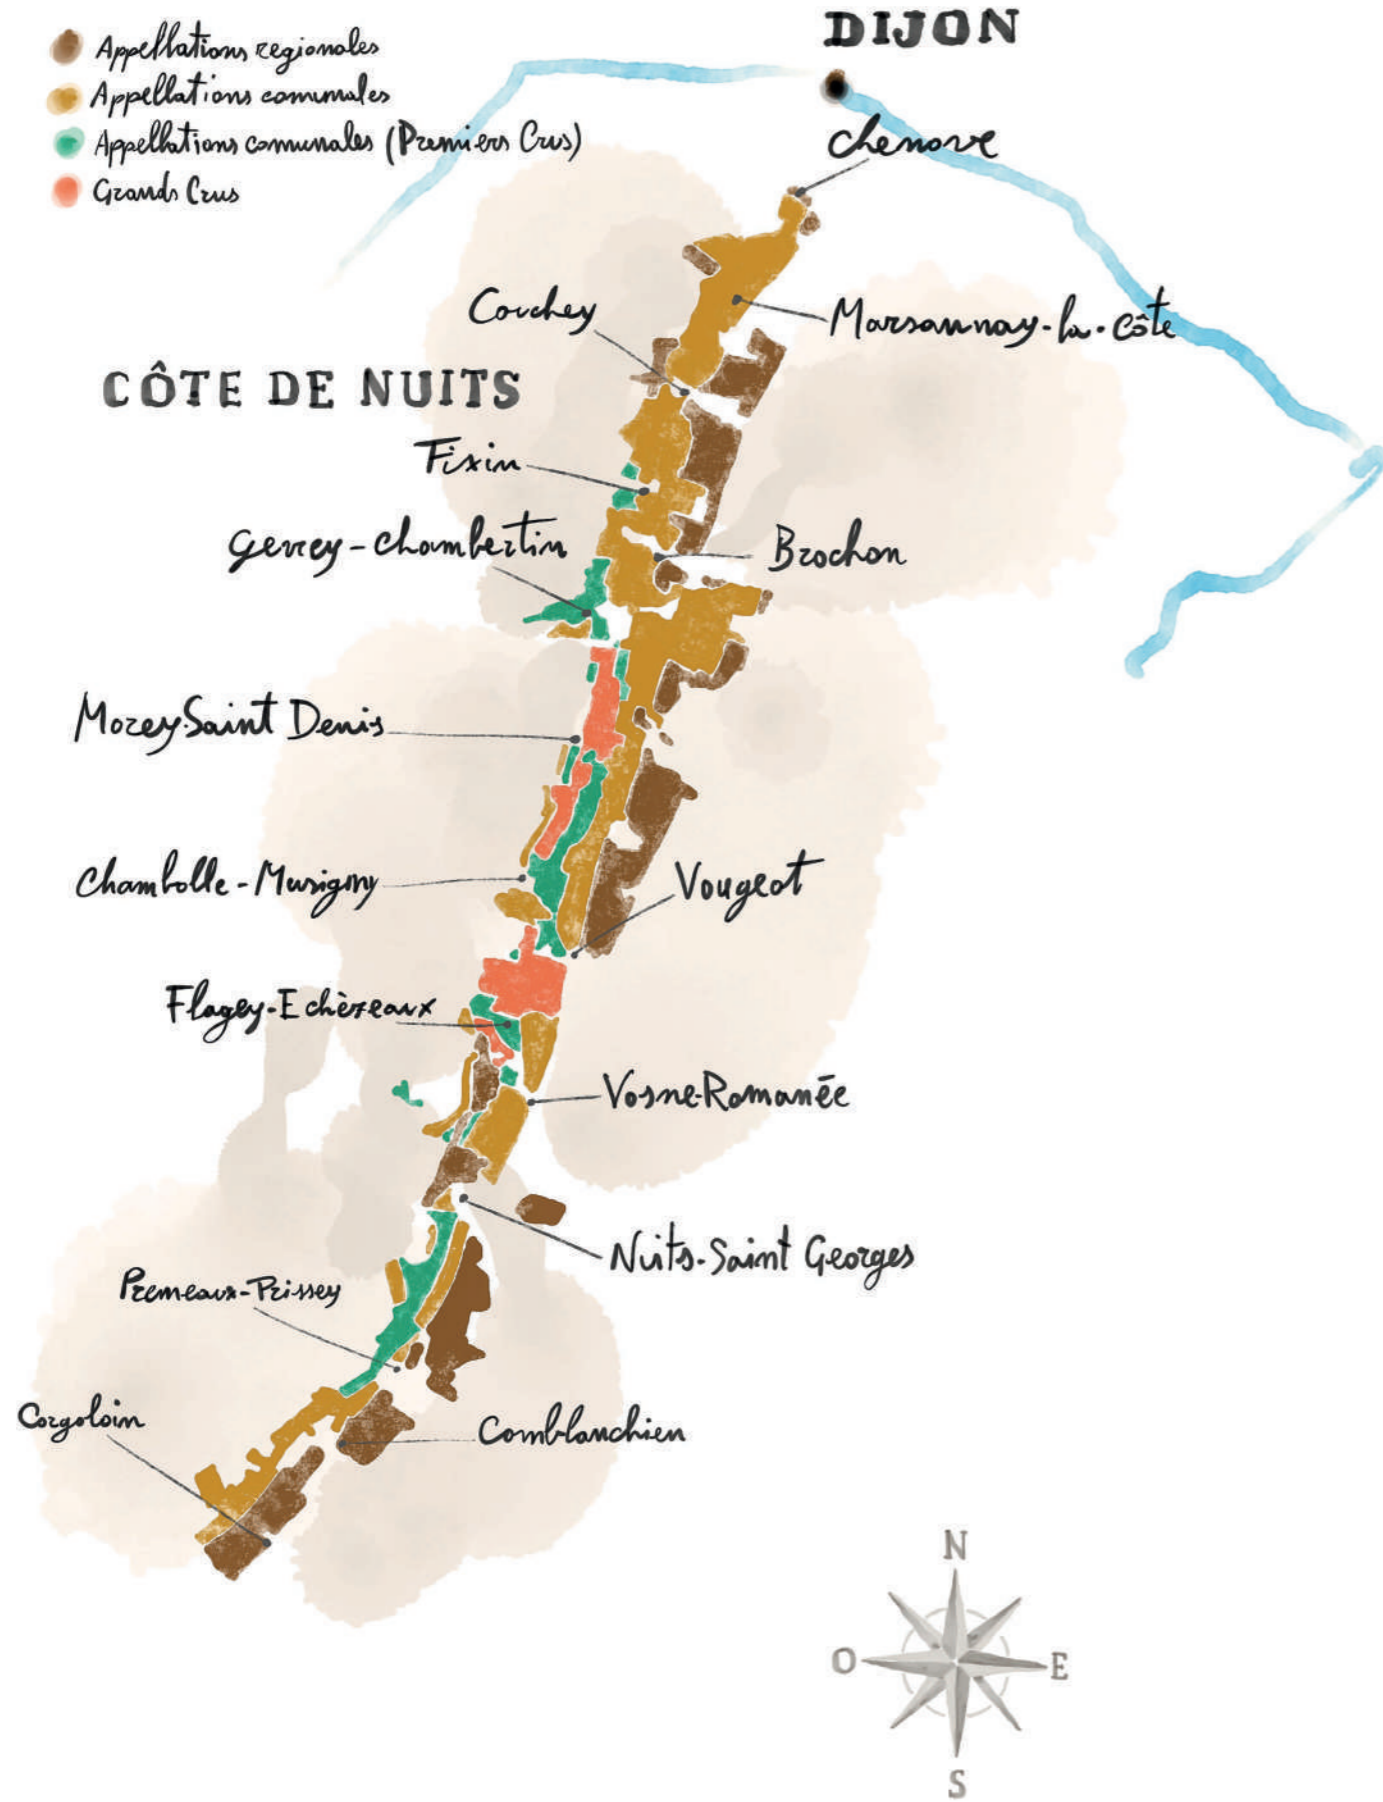 DIJON
Appellations regionales
Appellations communales
Appellations communales (Premiers Crus)
Grands Crus
Chenove
Couchey
Marsannay-la-côte
CÔTE DE NUITS
Fixin
Gevrey-Chambertin
Brochon
Morey-Saint Denis
Chambolle-Musigny
Vougeot
Flagey-Echèzeaux
Vosne-Romanée
Nuits-Saint Georges
Premeaux-Prissey
Corgoloin
Comblanchien
N
O
E
S